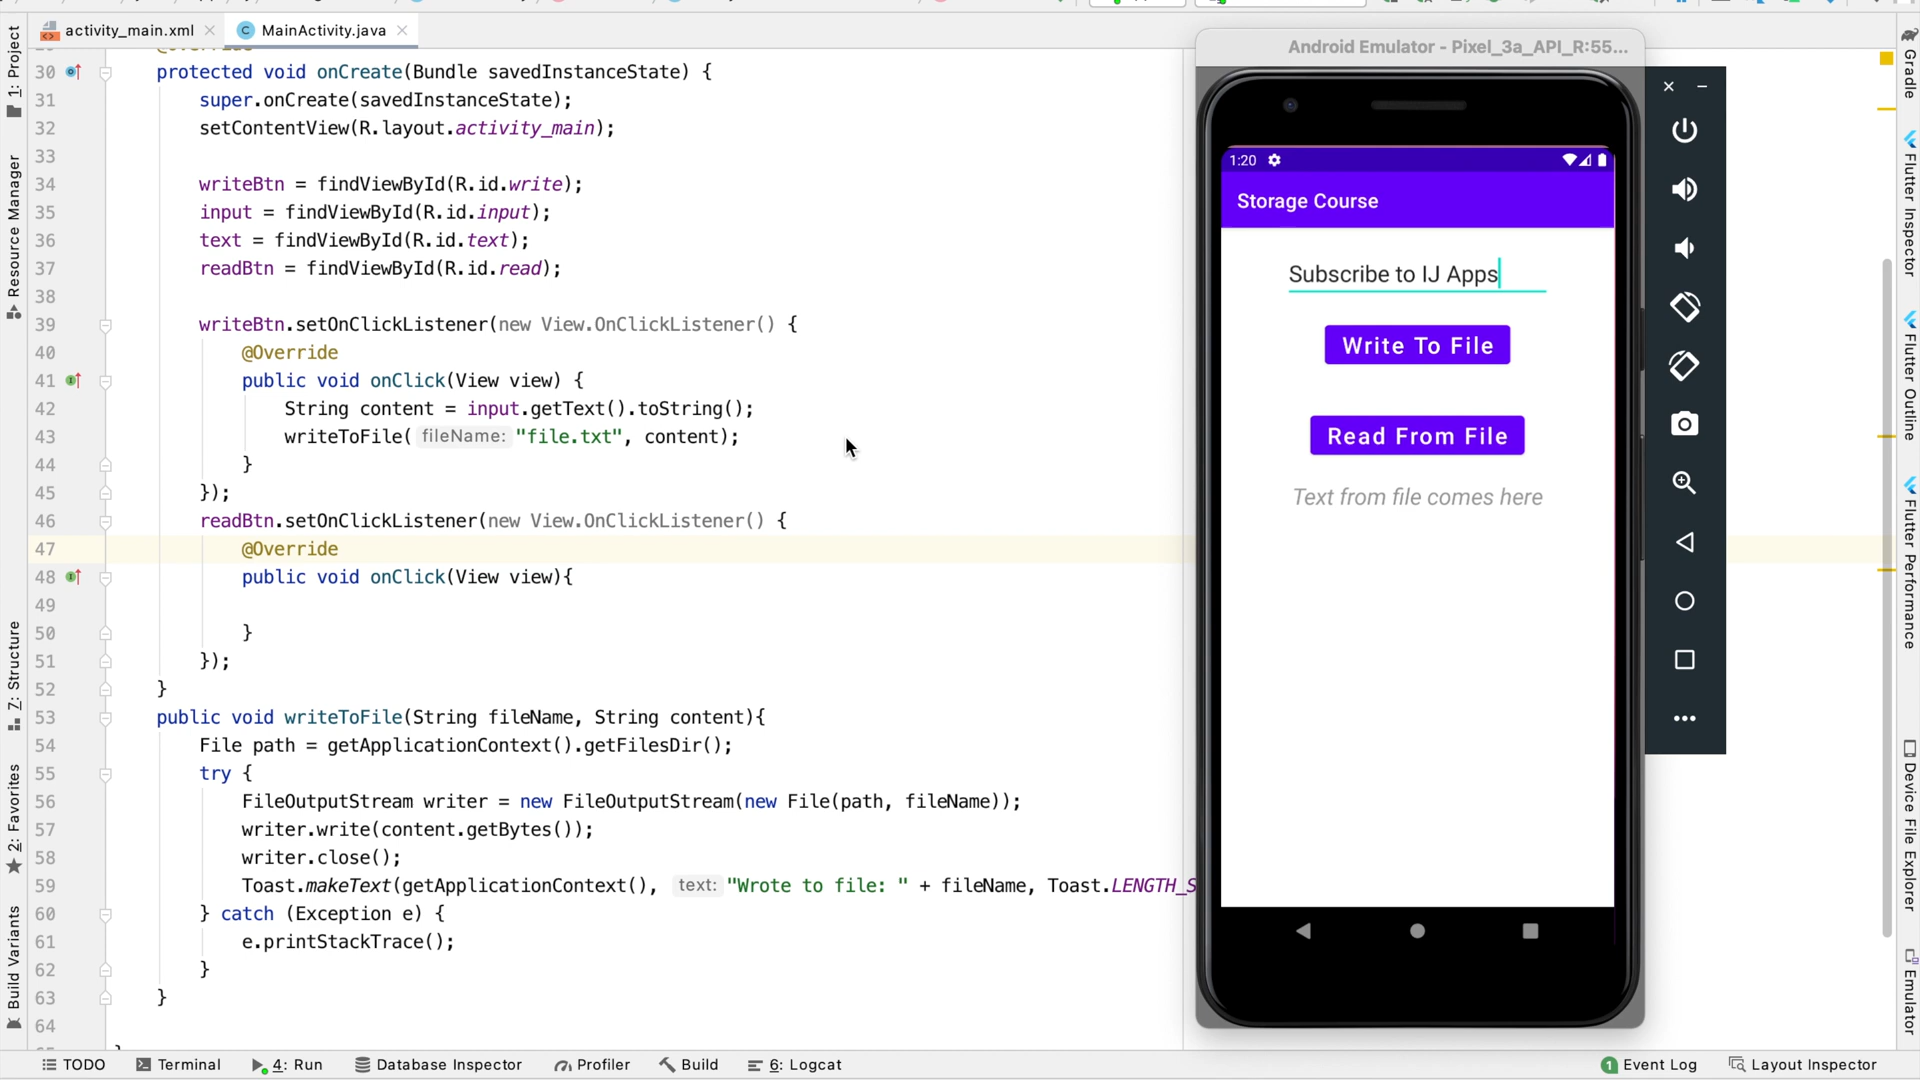 activity_main.xml
MainActivity.java
30 protected void onCreate(Bundle savedInstanceState) {
31 super.onCreate(savedInstanceState);
32 setContentView(R.layout.activity_main);
33
34 writeBtn = findViewById(R.id.write);
35 input = findViewById(R.id.input);
36 text = findViewById(R.id.text);
37 readBtn = findViewById(R.id.read);
38
39 writeBtn.setOnClickListener(new View.OnClickListener() {
40 @Override
41 public void onClick(View view) {
42 String content = input.getText().toString();
43 writeToFile( fileName: "file.txt", content);
44 }
45 });
46 readBtn.setOnClickListener(new View.OnClickListener() {
47 @Override
48 public void onClick(View view){
49
50 }
51 });
52 }
53 public void writeToFile(String fileName, String content){
54 File path = getApplicationContext().getFilesDir();
55 try {
56 FileOutputStream writer = new FileOutputStream(new File(path, fileName));
57 writer.write(content.getBytes());
58 writer.close();
59 Toast.makeText(getApplicationContext(), text: "Wrote to file: " + fileName, Toast.LENGTH_S
60 } catch (Exception e) {
61 e.printStackTrace();
62 }
63 }
64
1: Project
Resource Manager
7: Structure
2: Favorites
Build Variants
Android Emulator - Pixel_3a_API_R:55...
1:20
Storage Course
Subscribe to IJ Apps
Write To File
Read From File
Text from file comes here
Gradle
Flutter Inspector
Flutter Outline
Flutter Performance
Device File Explorer
Emulator
TODO
Terminal
4: Run
Database Inspector
Profiler
Build
6: Logcat
1 Event Log
Layout Inspector